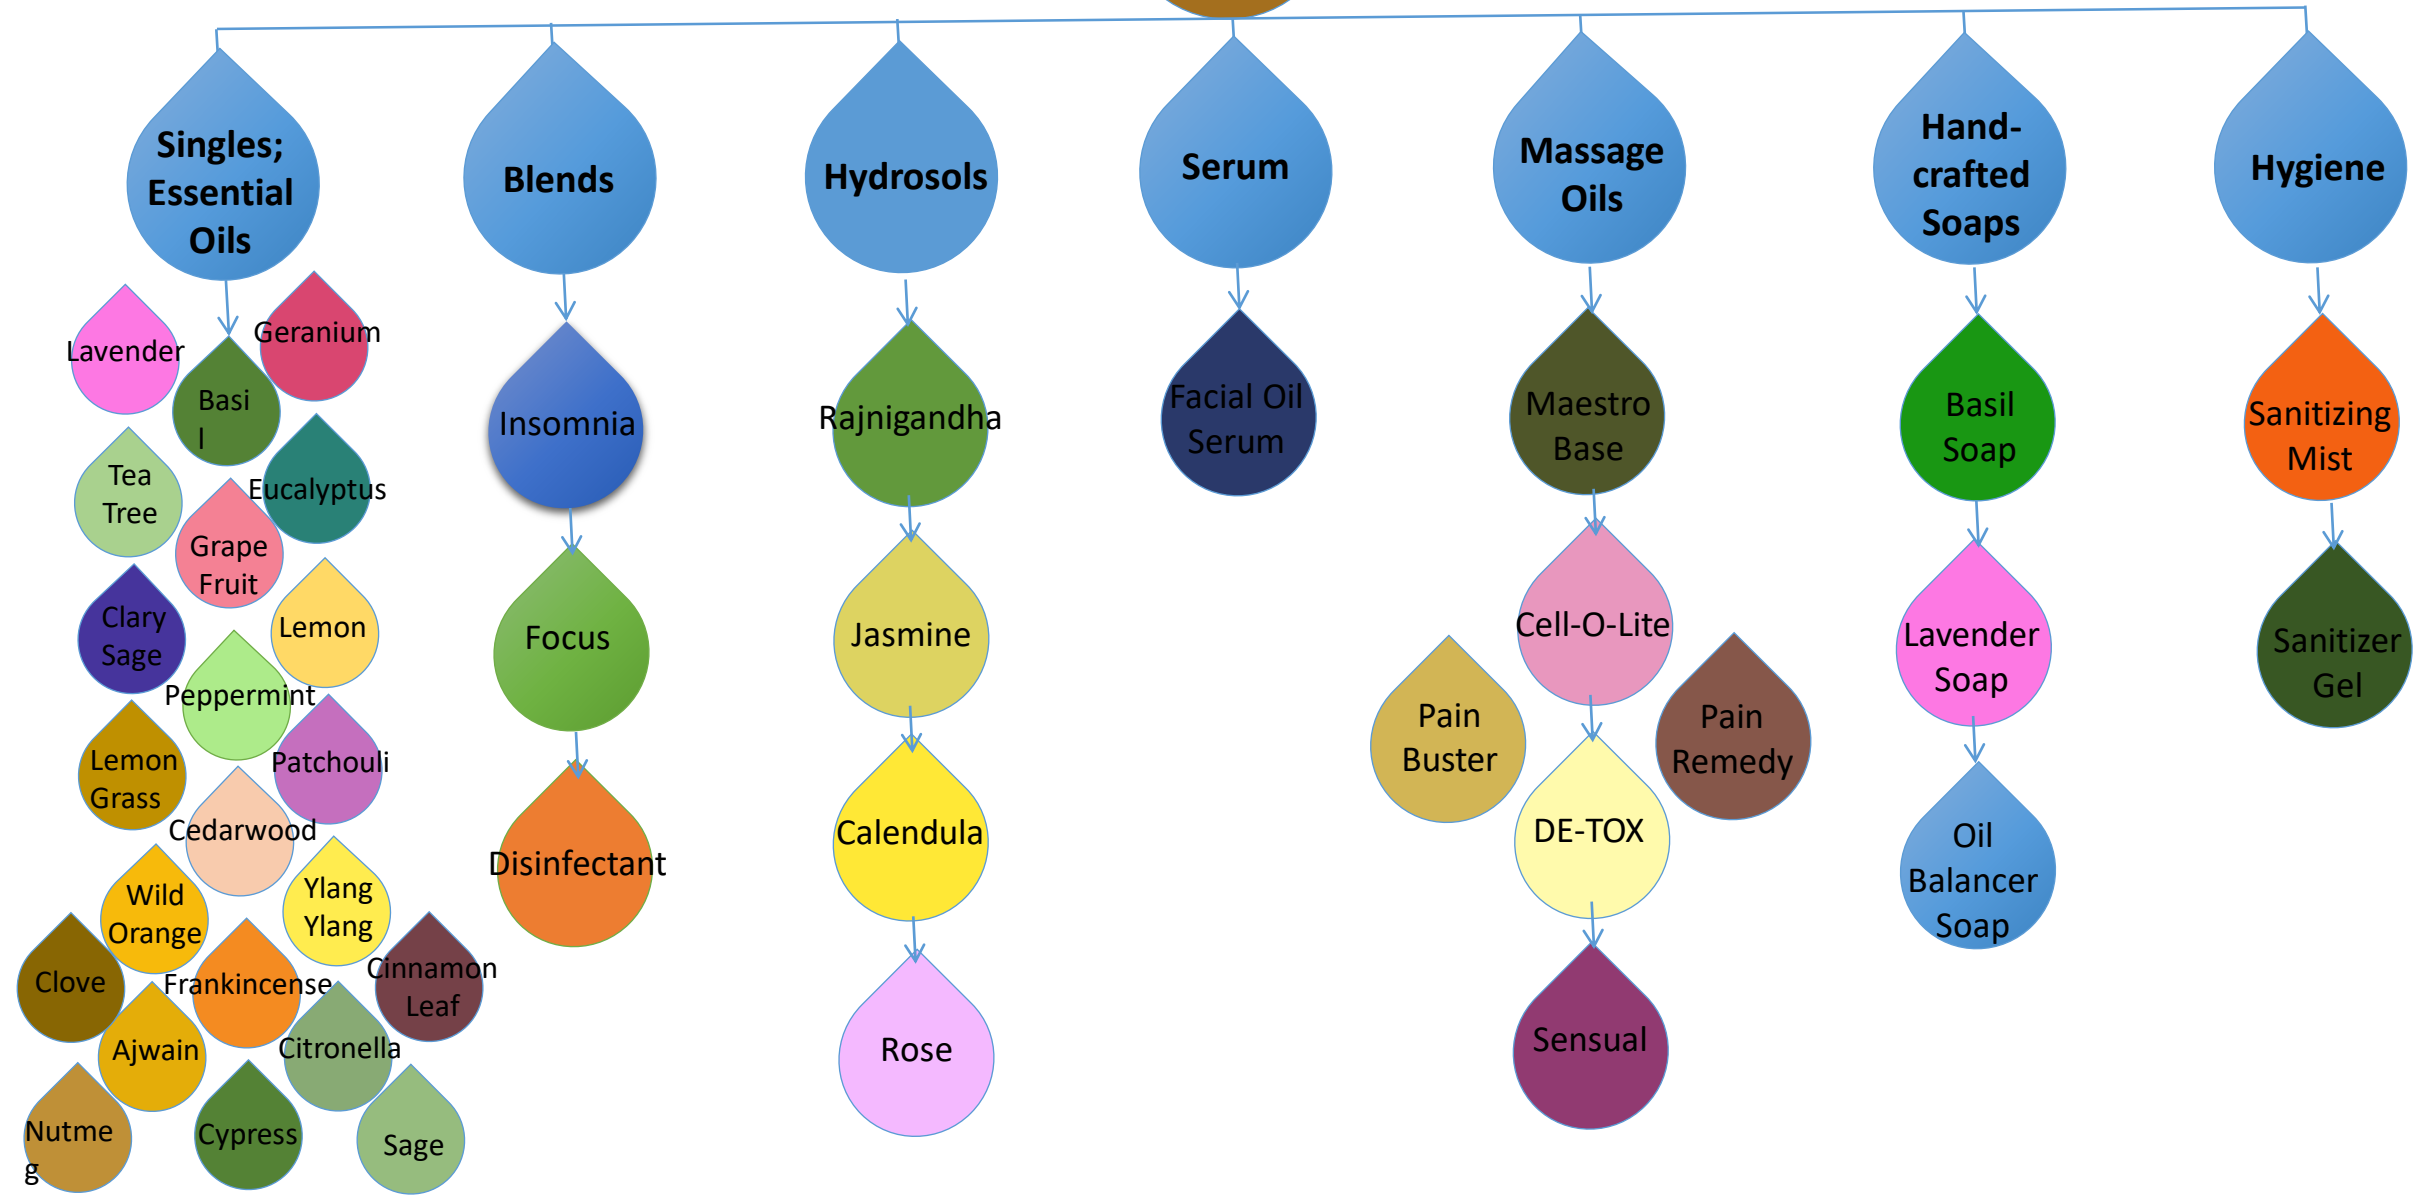 Singles;
Essential
Oils
Blends
Hydrosols
Serum
Massage
Oils
Hand-
crafted
Soaps
Hygiene
Lavender
Geranium
Basi
l
Tea
Tree
Eucalyptus
Grape
Fruit
Clary
Sage
Lemon
Peppermint
Lemon
Grass
Patchouli
Cedarwood
Wild
Orange
Ylang
Ylang
Clove
Frankincense
Cinnamon
Leaf
Ajwain
Citronella
Nutme
g
Cypress
Sage
Insomnia
Focus
Disinfectant
Rajnigandha
Jasmine
Calendula
Rose
Facial Oil
Serum
Maestro
Base
Cell-O-Lite
Pain
Buster
Pain
Remedy
DE-TOX
Sensual
Basil
Soap
Lavender
Soap
Oil
Balancer
Soap
Sanitizing
Mist
Sanitizer
Gel